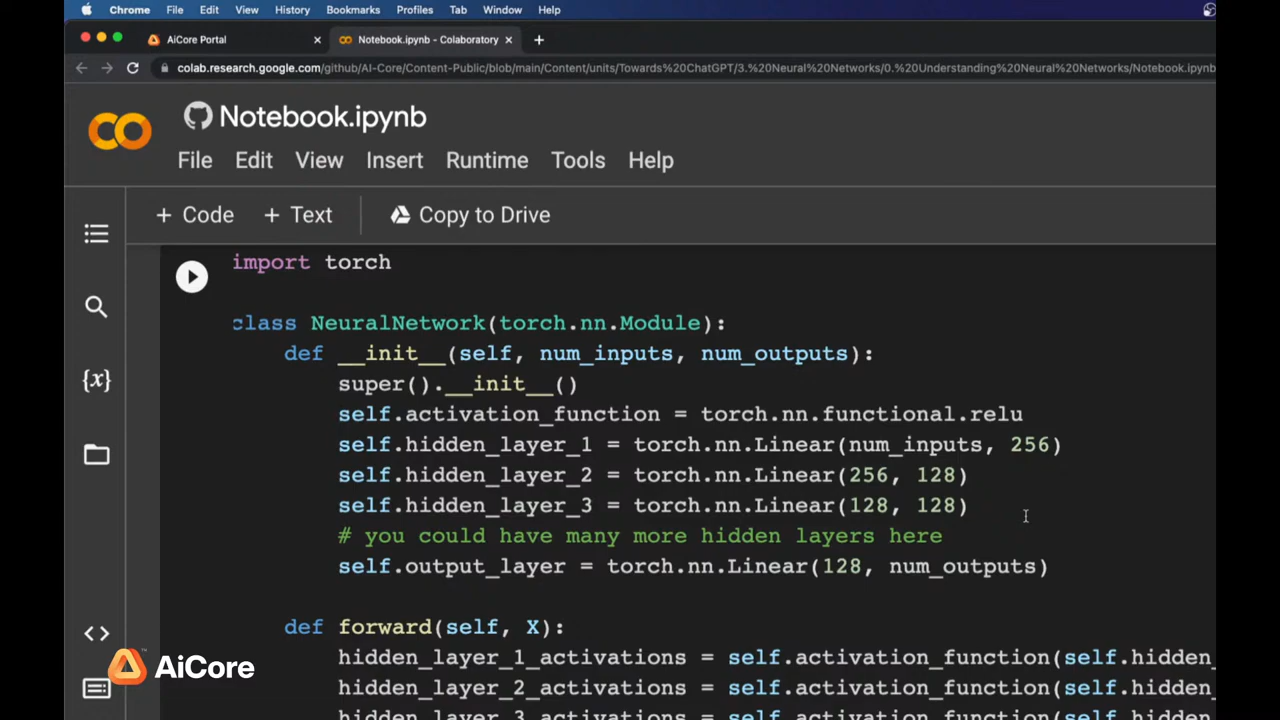 Chrome File Edit View History Bookmarks Profiles Tab Window Help
AiCore Portal × Notebook.ipynb - Colaboratory × +
colab.research.google.com/github/AI-Core/Content-Public/blob/main/Content/units/Towards%20ChatGPT/3.%20Neural%20Networks/0.%20Understanding%20Neural%20Networks/Notebook.ipynb
CO Notebook.ipynb
File Edit View Insert Runtime Tools Help
+ Code + Text Copy to Drive
import torch
class NeuralNetwork(torch.nn.Module):
def __init__(self, num_inputs, num_outputs):
super().__init__()
self.activation_function = torch.nn.functional.relu
self.hidden_layer_1 = torch.nn.Linear(num_inputs, 256)
{x}
self.hidden_layer_2 = torch.nn.Linear(256, 128)
self.hidden_layer_3 = torch.nn.Linear(128, 128)
# you could have many more hidden layers here
self.output_layer = torch.nn.Linear(128, num_outputs)
def forward(self, X):
hidden_layer_1_activations = self.activation_function(self.hidden_
hidden_layer_2_activations = self.activation_function(self.hidden_
hidden_layer_3_activations = self.activation_function(self.hidden_
<>
AiCore™